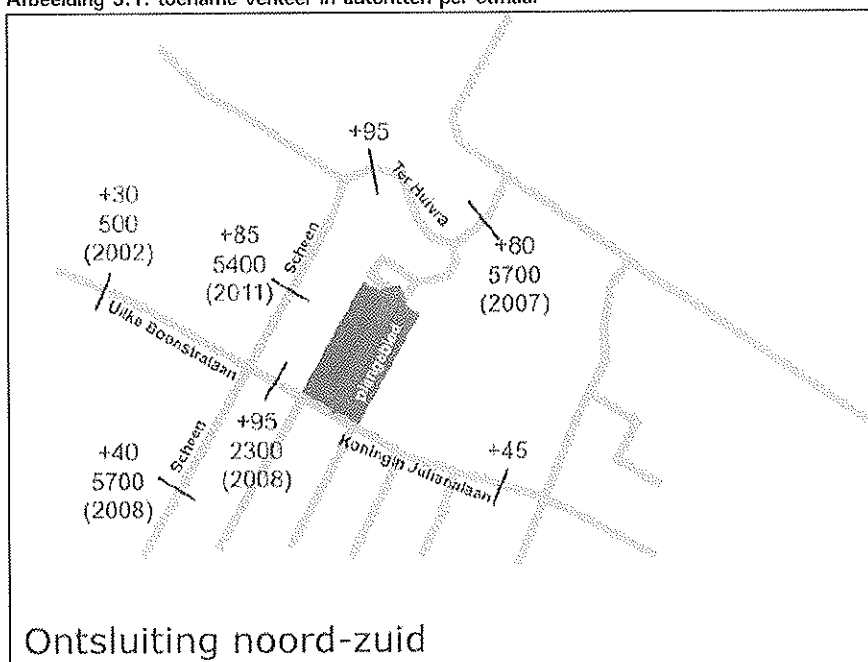 Afbeelding 3.1: toename verkeer in autoritten per etmaal
+95
Ter Huivra
+30
500
(2002)
+85
5400
(2011)
Scheen
+80
5700
(2007)
Uilke Boonstralaan
plangebied
+95
2300
(2008)
Scheen
+40
5700
(2008)
Koningin Julianalaan
+45
Ontsluiting noord-zuid